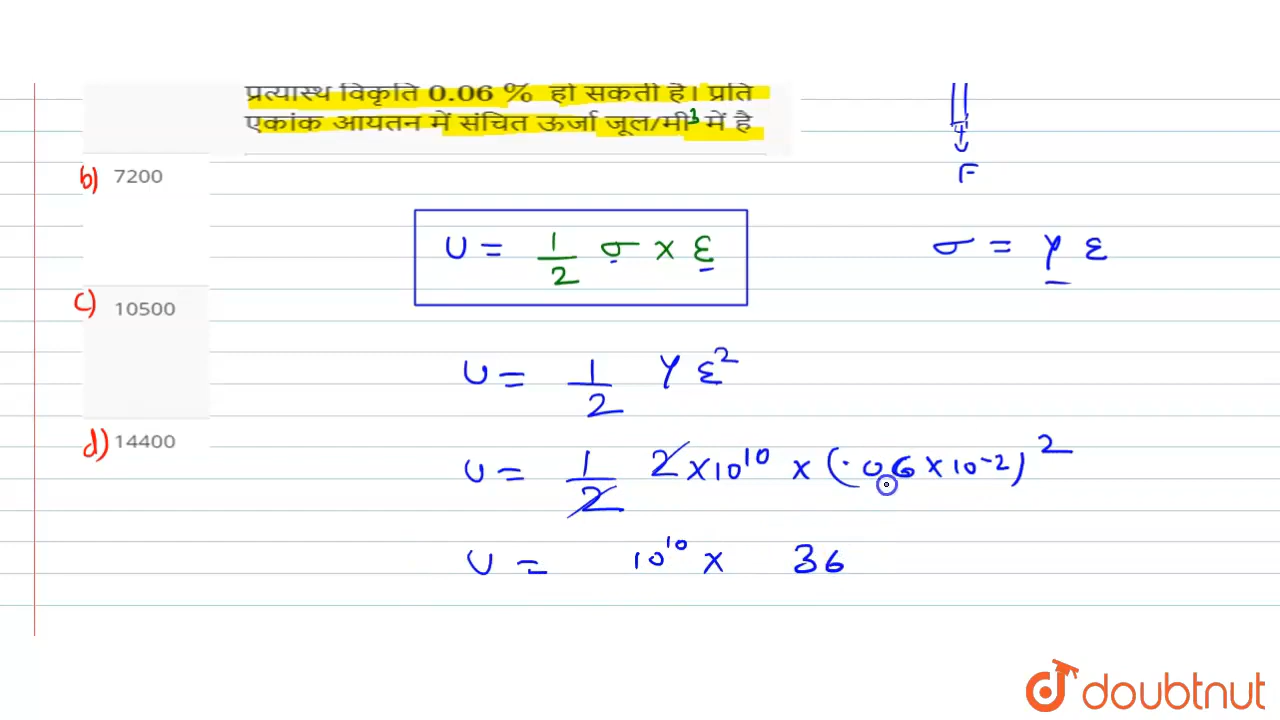 प्रत्यास्थ विकृति 0.06 % हो सकती है। प्रति
एकांक आयतन में संचित ऊर्जा जूल/मी³ में है
F
b) 7200
U = 1/2 σ × ε
σ = Y ε
c) 10500
U = 1/2 Y ε²
d) 14400
U = 1/2 2 × 10¹⁰ × (.06 × 10⁻²)²
U = 10¹⁰ × 36
doubtnut